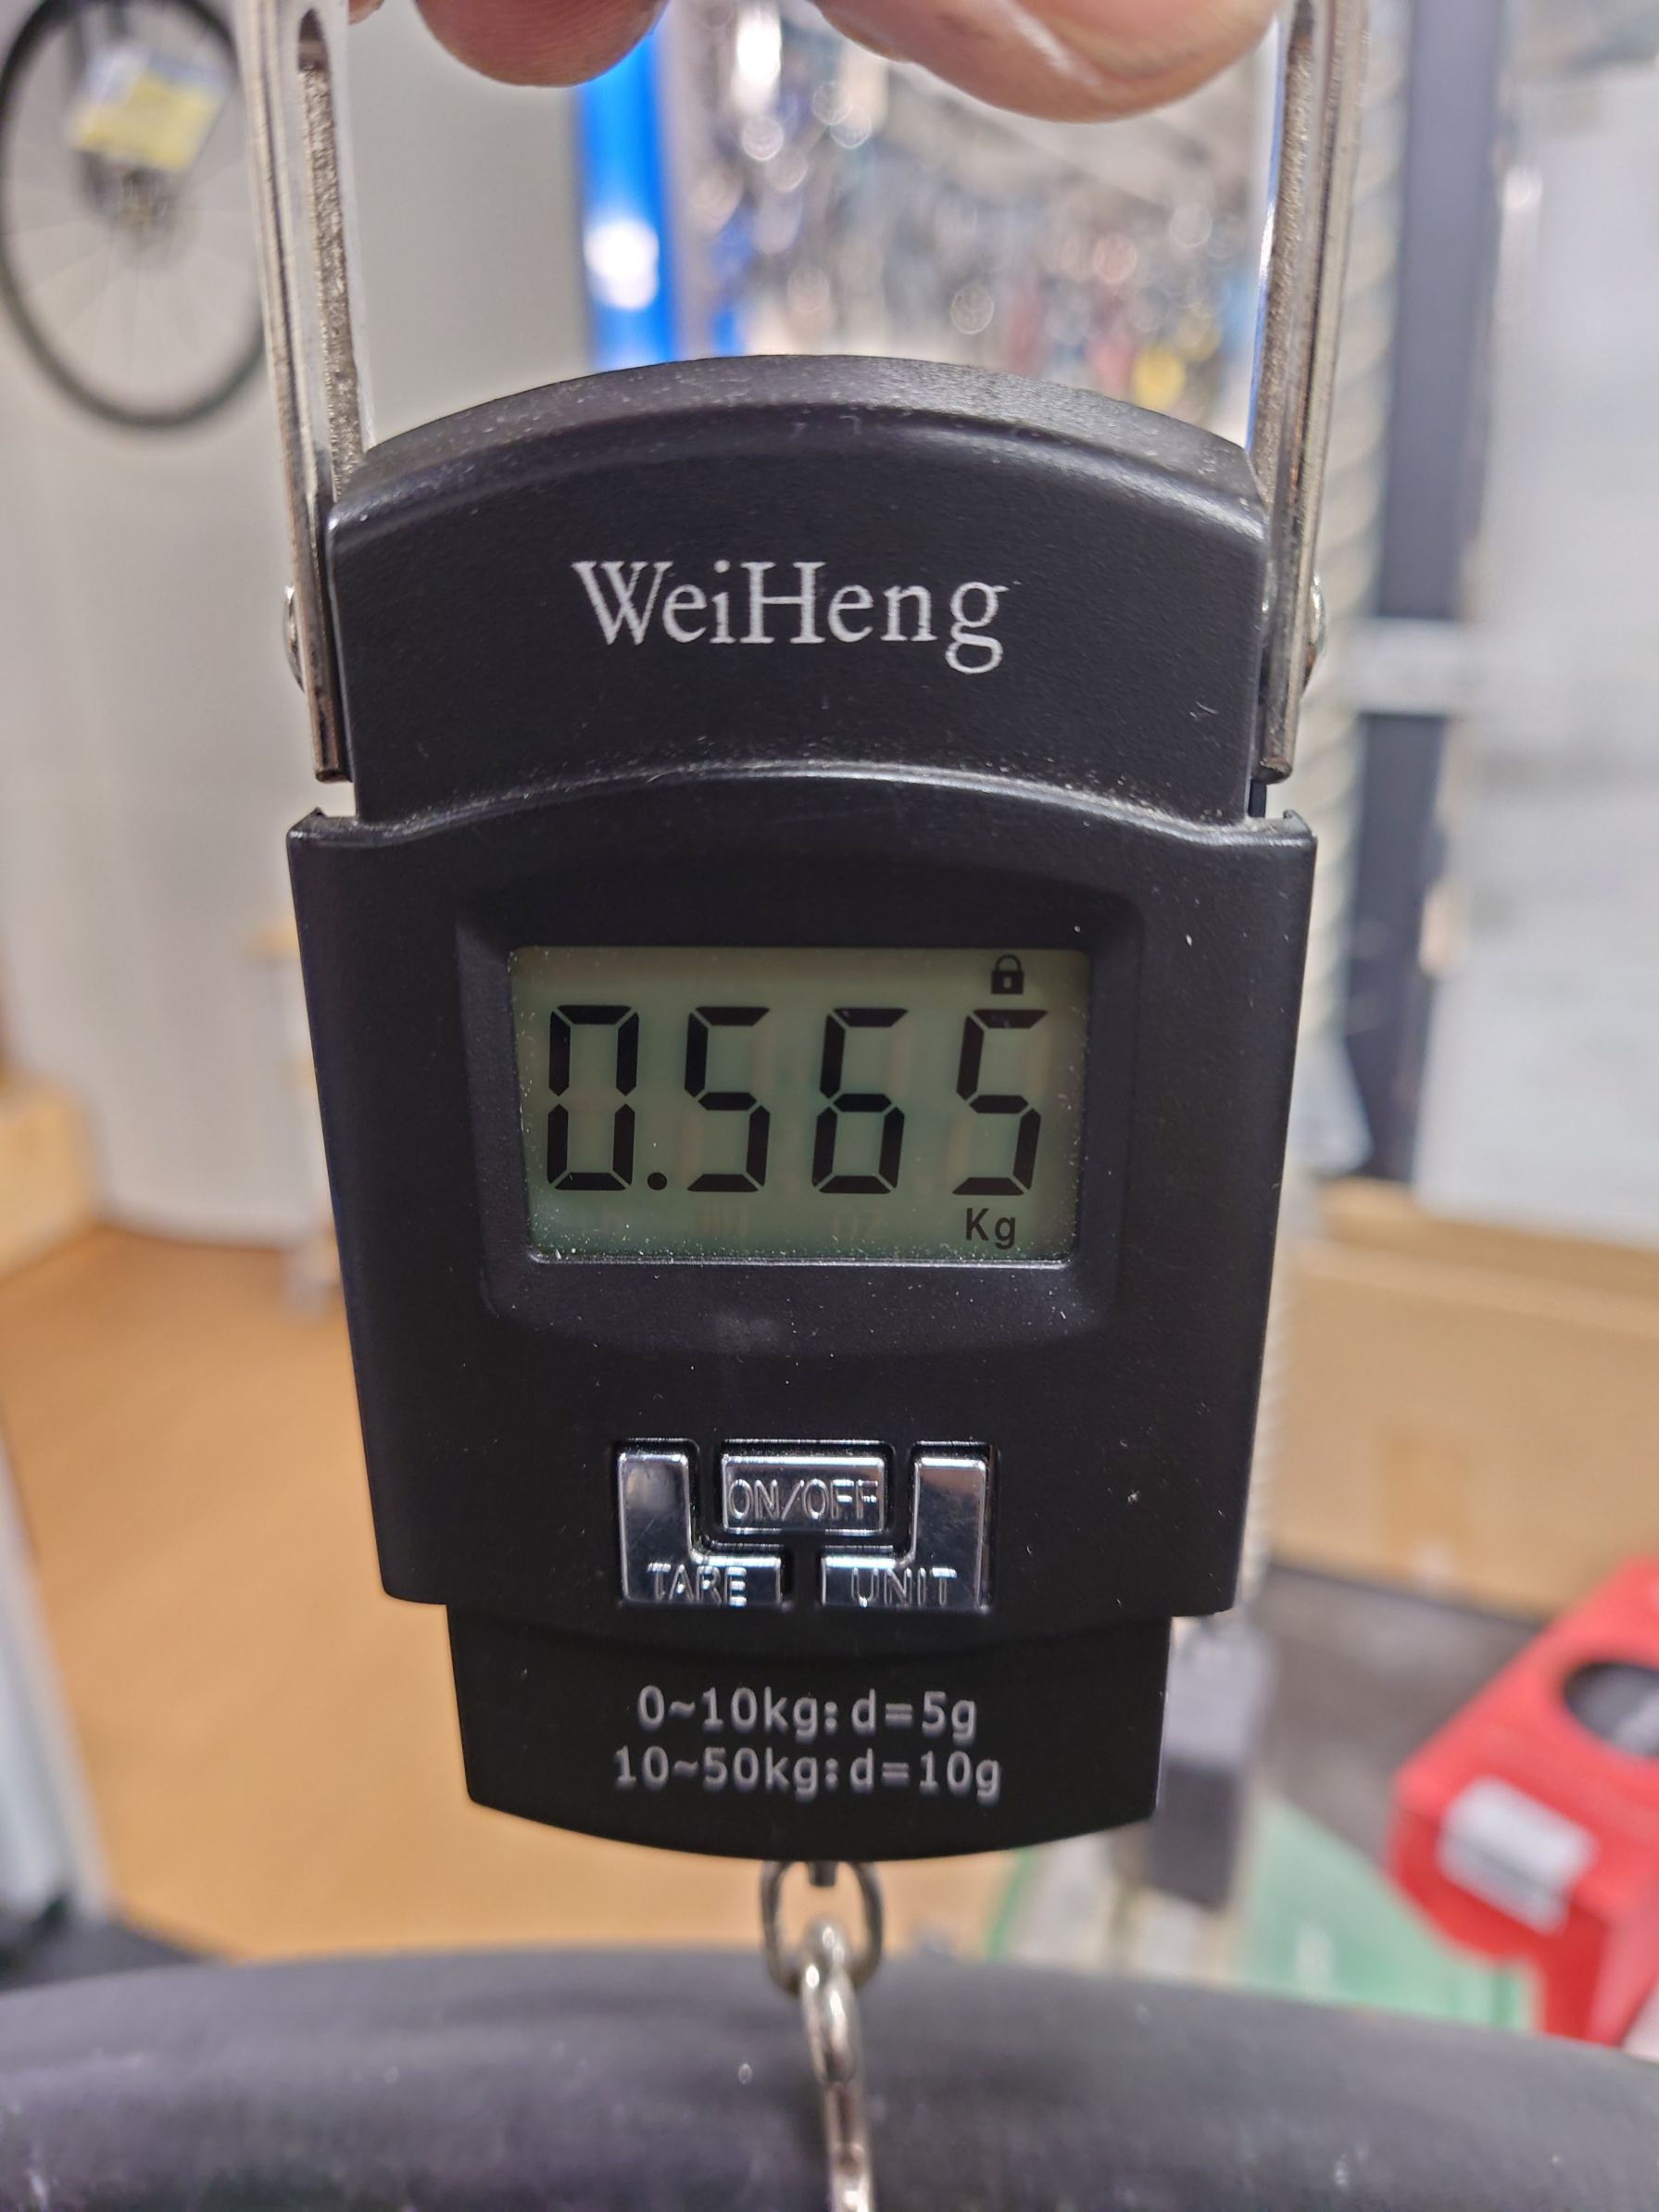 WeiHeng
0.565
Kg
ON/OFF
TARE UNIT
0~10kg:d=5g
10~50kg:d=10g